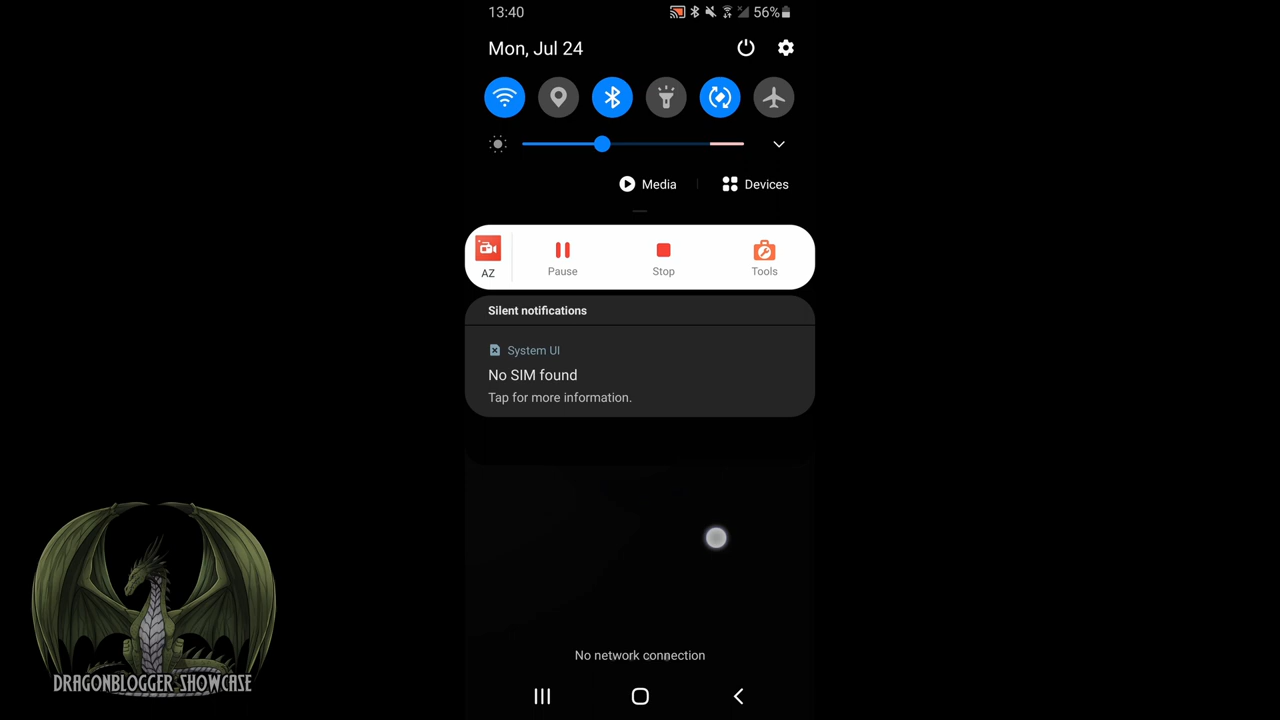 13:40
56%
Mon, Jul 24
Media
Devices
AZ
Pause
Stop
Tools
Silent notifications
System UI
No SIM found
Tap for more information.
No network connection
DRAGONBLOGGER SHOWCASE